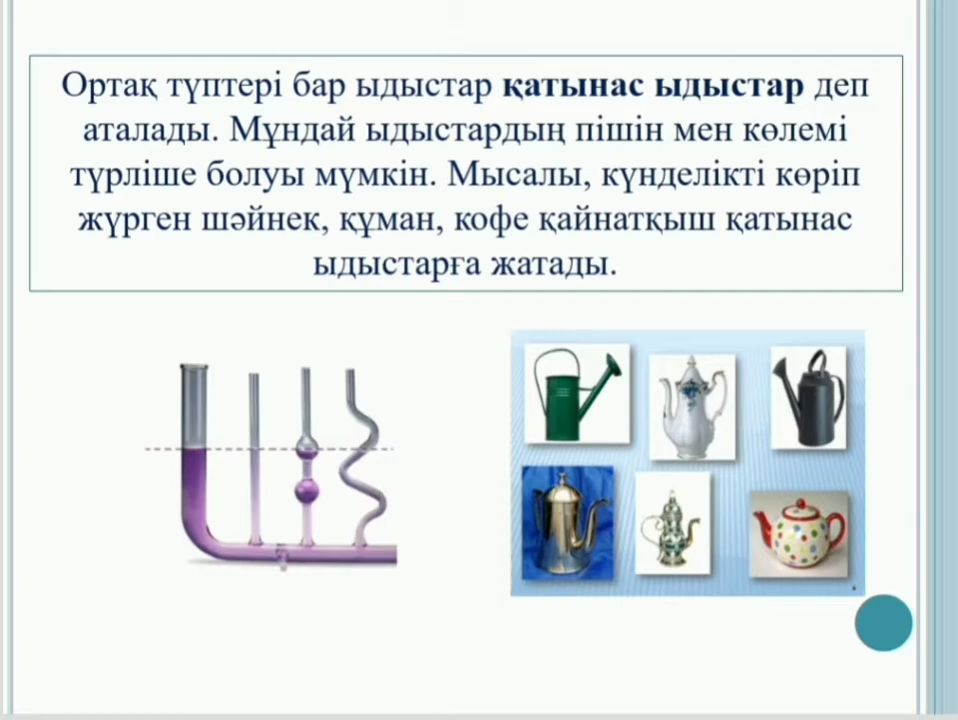 Ортақ түптері бар ыдыстар қатынас ыдыстар деп
аталады. Мұндай ыдыстардың пішін мен көлемі
түрліше болуы мүмкін. Мысалы, күнделікті көріп
жүрген шәйнек, құман, кофе қайнатқыш қатынас
ыдыстарға жатады.